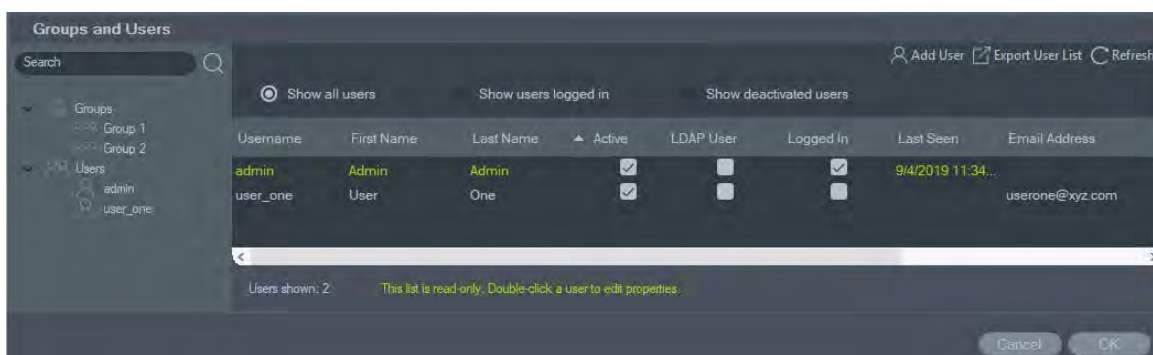 Groups and Users
Search
Add User Export User List Refresh
Show all users Show users logged in Show deactivated users
Groups
Group 1
Group 2
Users
admin
user_one
Username First Name Last Name Active LDAP User Logged In Last Seen Email Address
admin Admin Admin 9/4/2019 11:34...
user_one User One userone@xyz.com
Users shown: 2 This list is read-only. Double-click a user to edit properties.
Cancel OK